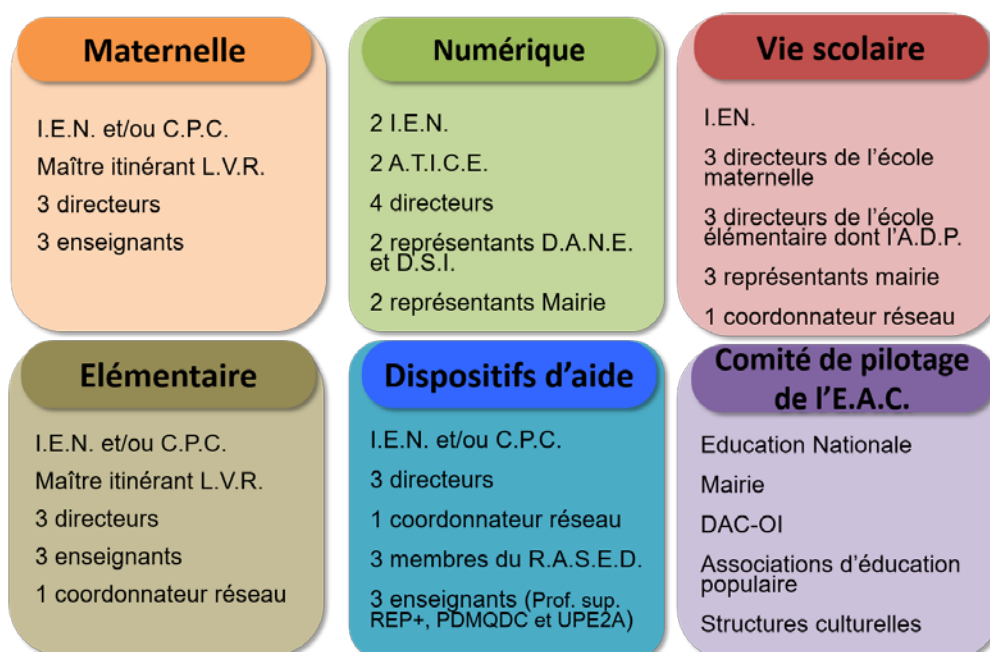 Maternelle
I.E.N. et/ou C.P.C.
Maître itinérant L.V.R.
3 directeurs
3 enseignants
Numérique
2 I.E.N.
2 A.T.I.C.E.
4 directeurs
2 représentants D.A.N.E.
et D.S.I.
2 représentants Mairie
Vie scolaire
I.EN.
3 directeurs de l’école
maternelle
3 directeurs de l’école
élémentaire dont l’A.D.P.
3 représentants mairie
1 coordonnateur réseau
Elémentaire
I.E.N et/ou C.P.C.
Maître itinérant L.V.R.
3 directeurs
3 enseignants
1 coordonnateur réseau
Dispositifs d’aide
I.E.N. et/ou C.P.C.
3 directeurs
1 coordonnateur réseau
3 membres du R.A.S.E.D.
3 enseignants (Prof. sup.
REP+, PDMQDC et UPE2A)
Comité de pilotage
de l’E.A.C.
Education Nationale
Mairie
DAC-OI
Associations d’éducation
populaire
Structures culturelles